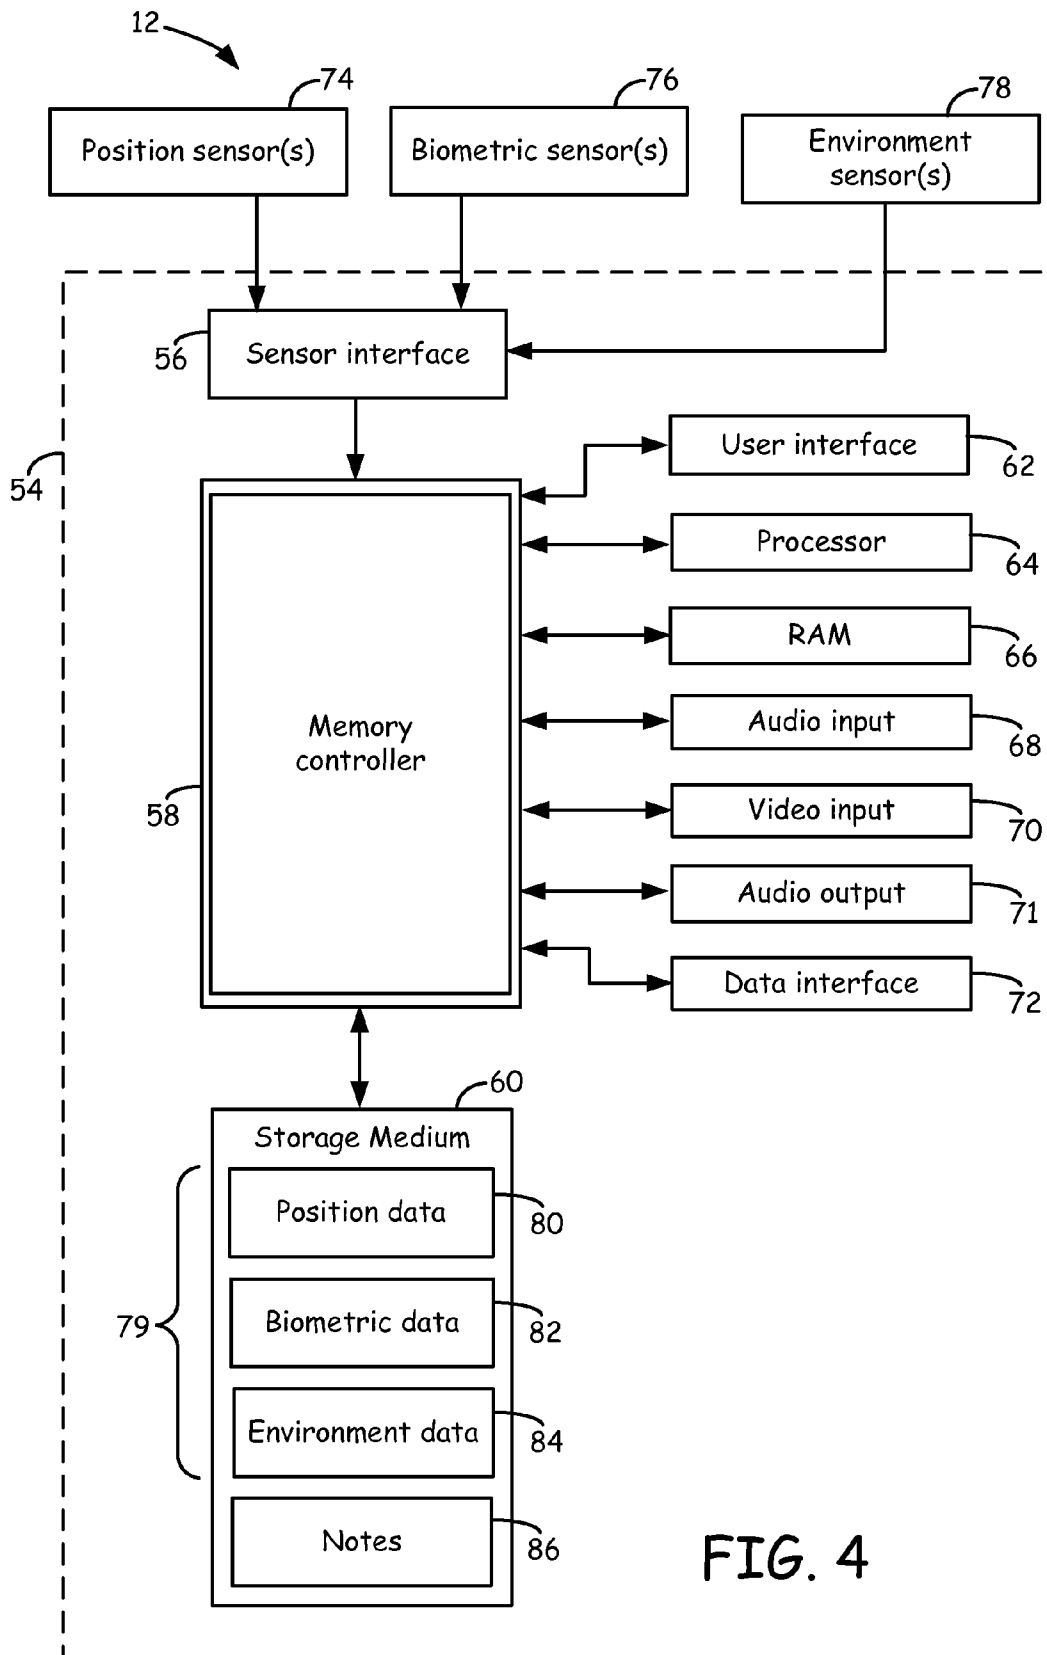 12
74
76
78
Position sensor(s)
Biometric sensor(s)
Environment
sensor(s)
56
Sensor interface
54
User interface
62
Processor
64
RAM
66
Memory
controller
58
Audio input
68
Video input
70
Audio output
71
Data interface
72
60
Storage Medium
Position data
80
79
Biometric data
82
Environment data
84
Notes
86
FIG. 4